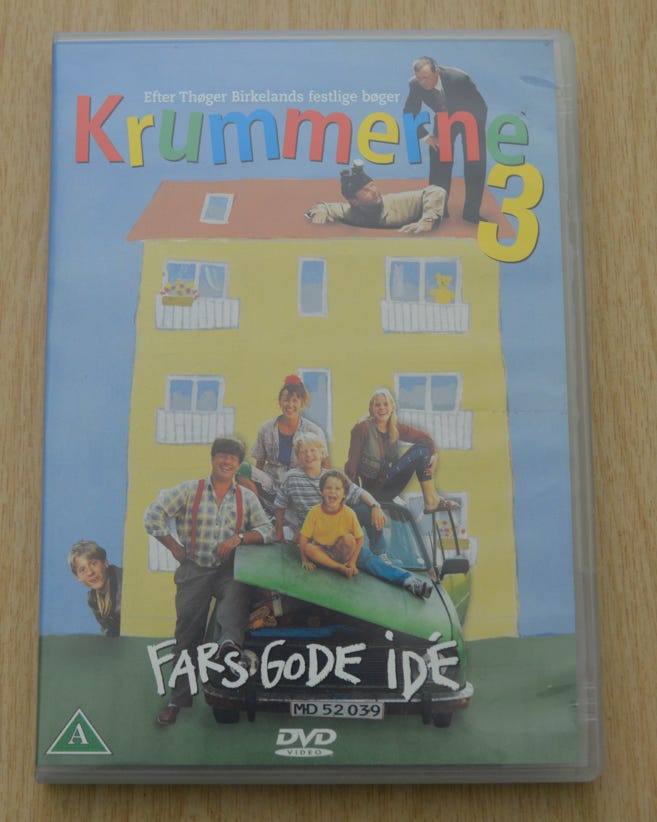 Efter Thøger Birkelands festlige bøger
Krummerne
3
FARS GODE iDÉ
MD 52 039
A
DVD
VIDEO